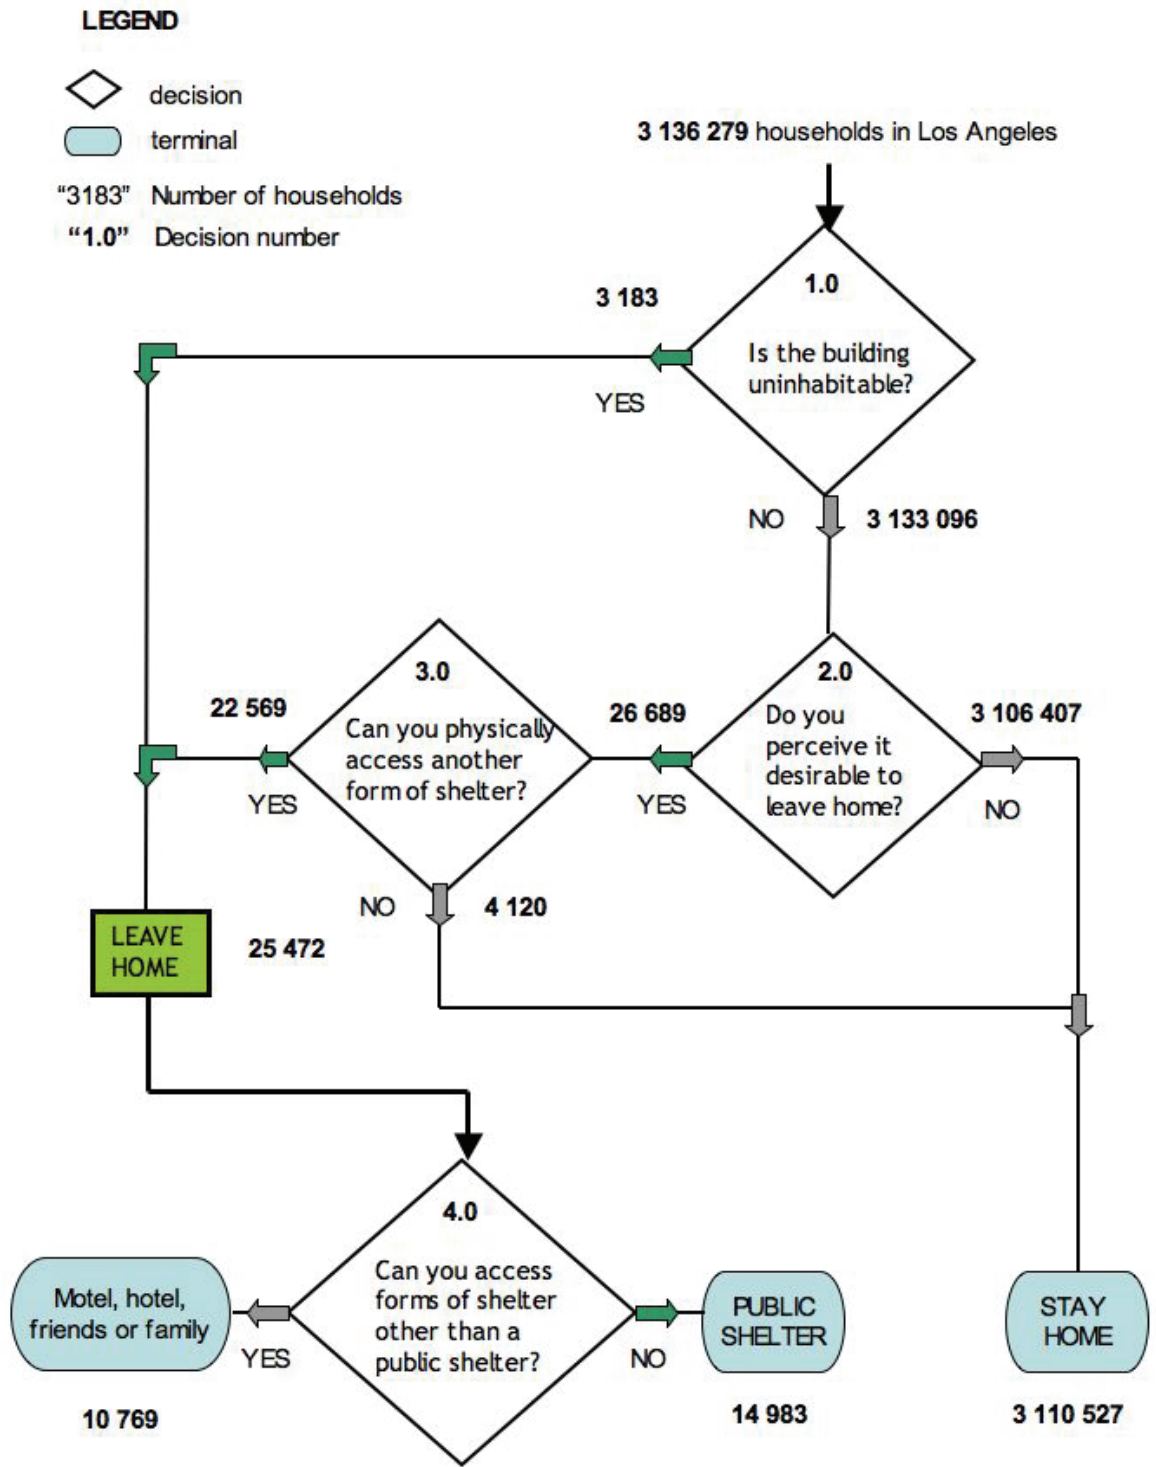 LEGEND
decision
terminal
“3183” Number of households
“1.0” Decision number
3 136 279 households in Los Angeles
1.0
Is the building
uninhabitable?
3 183
YES
NO
3 133 096
2.0
Do you
perceive it
desirable to
leave home?
3 106 407
NO
26 689
YES
3.0
Can you physically
access another
form of shelter?
22 569
YES
NO
4 120
LEAVE
HOME
25 472
4.0
Can you access
forms of shelter
other than a
public shelter?
YES
NO
Motel, hotel,
friends or family
10 769
PUBLIC
SHELTER
14 983
STAY
HOME
3 110 527